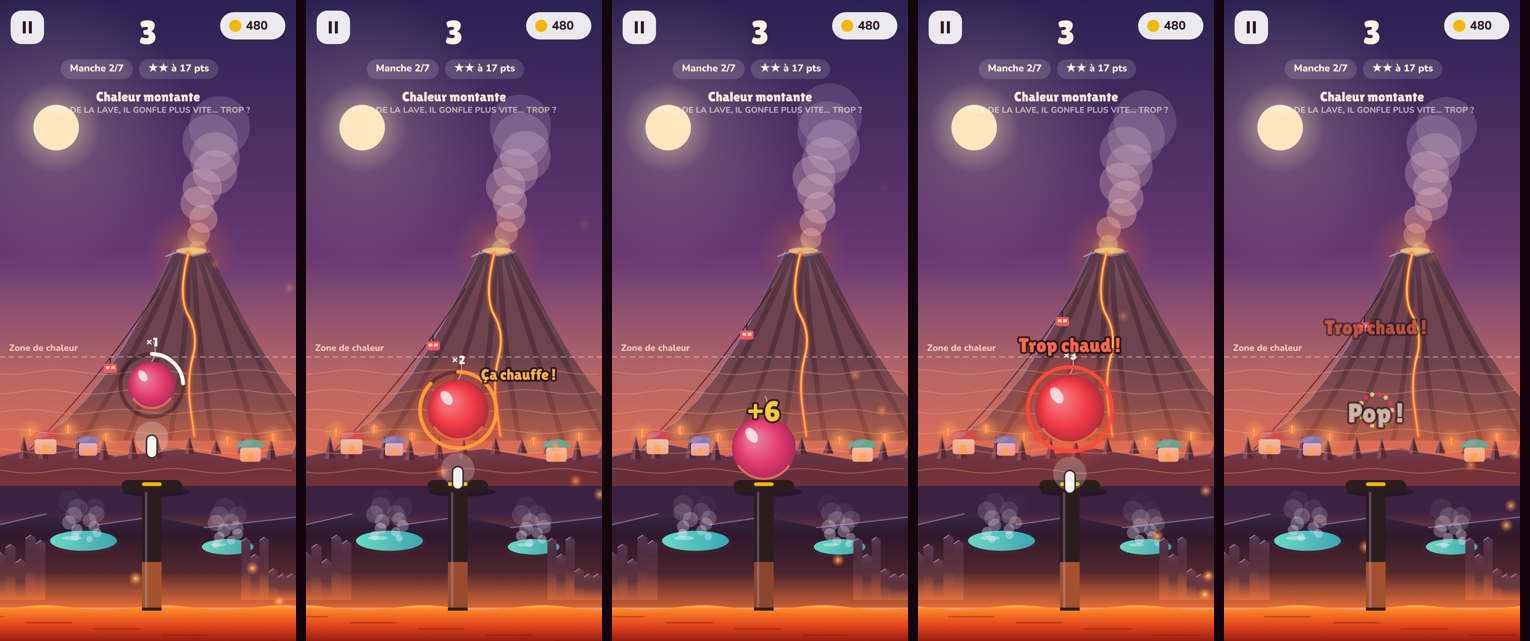 3
480
Manche 2/7
★★ à 17 pts
Chaleur montante
DE LA LAVE, IL GONFLE PLUS VITE... TROP ?
×1
Zone de chaleur
3
480
Manche 2/7
★★ à 17 pts
Chaleur montante
DE LA LAVE, IL GONFLE PLUS VITE... TROP ?
Zone de chaleur
×2
Ça chauffe !
3
480
Manche 2/7
★★ à 17 pts
Chaleur montante
DE LA LAVE, IL GONFLE PLUS VITE... TROP ?
Zone de chaleur
+6
3
480
Manche 2/7
★★ à 17 pts
Chaleur montante
DE LA LAVE, IL GONFLE PLUS VITE... TROP ?
Trop chaud !
Zone de chaleur
3
480
Manche 2/7
★★ à 17 pts
Chaleur montante
DE LA LAVE, IL GONFLE PLUS VITE... TROP ?
Trop chaud !
Zone de chaleur
Pop !